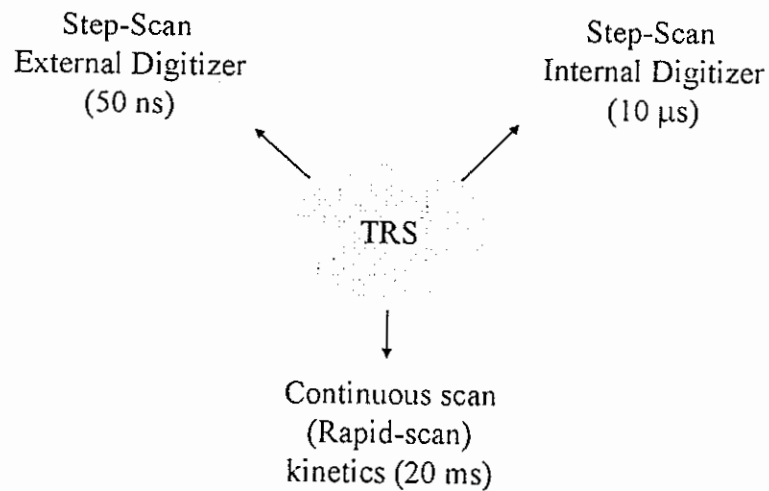 Step-Scan
External Digitizer
(50 ns)
Step-Scan
Internal Digitizer
(10 μs)
TRS
Continuous scan
(Rapid-scan)
kinetics (20 ms)